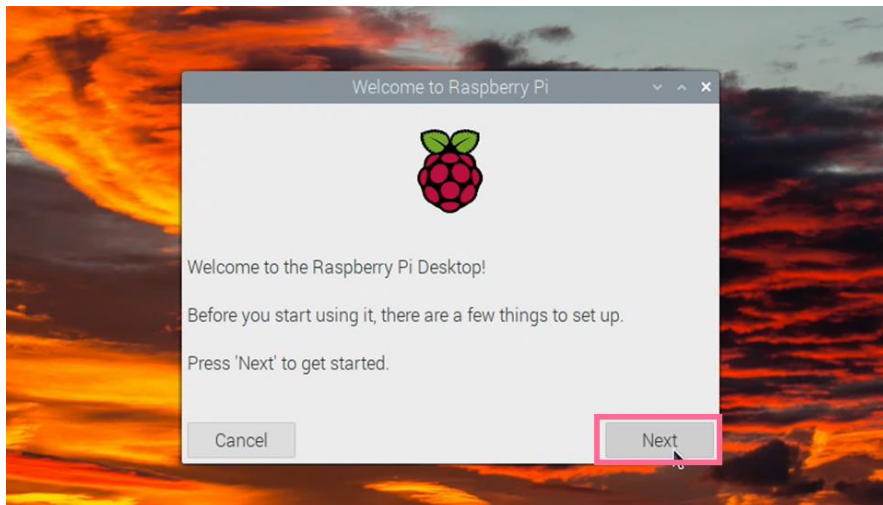 Welcome to Raspberry Pi
Welcome to the Raspberry Pi Desktop!
Before you start using it, there are a few things to set up.
Press 'Next' to get started.
Cancel
Next